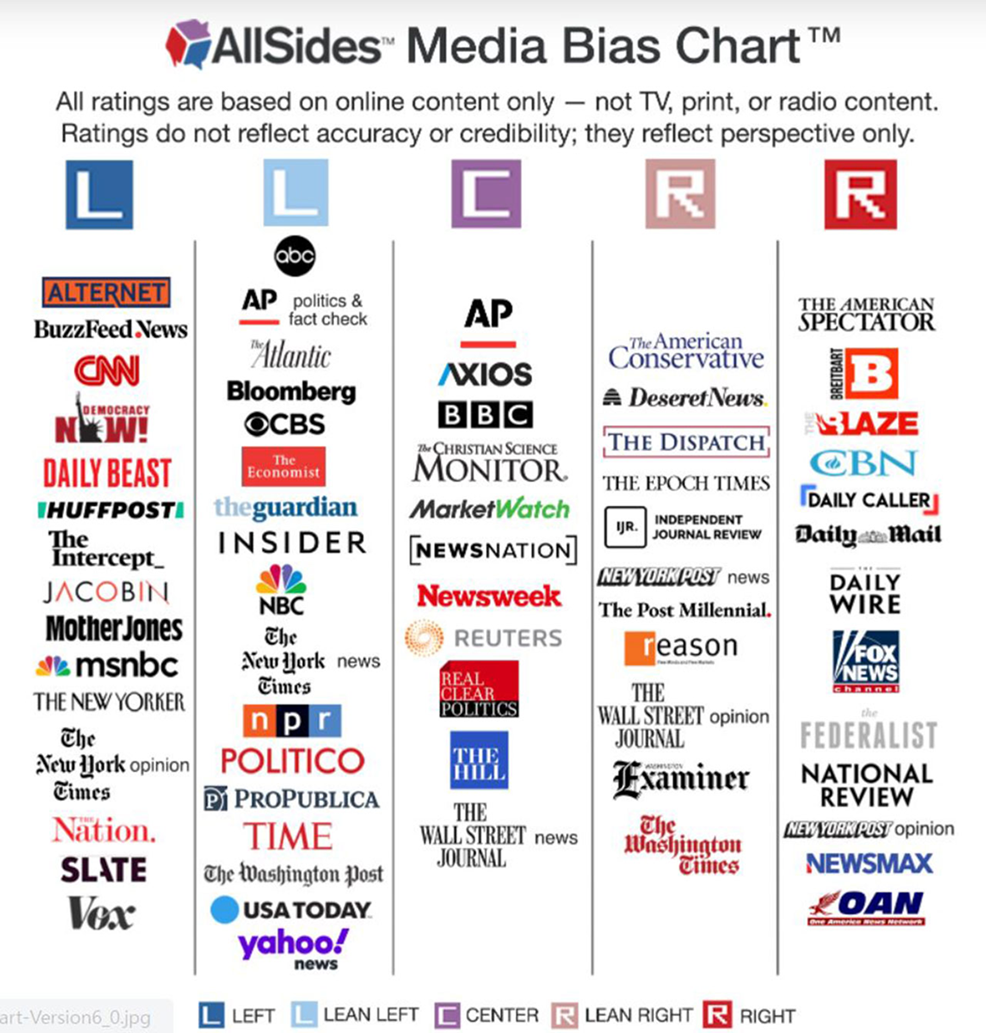 AllSides™ Media Bias Chart™
All ratings are based on online content only — not TV, print, or radio content.
Ratings do not reflect accuracy or credibility; they reflect perspective only.
L
L
C
R
R
ALTERNET
BuzzFeed.News
CNN
DEMOCRACY
NOW!
DAILY BEAST
HUFFPOST
The
Intercept_
JACOBIN
Mother Jones
msnbc
THE NEW YORKER
The
New York opinion
Times
THE
Nation.
SLATE
Vox
abc
AP politics &
fact check
The Atlantic
Bloomberg
CBS
The
Economist
theguardian
INSIDER
NBC
The
New York news
Times
npr
POLITICO
P PROPUBLICA
TIME
The Washington Post
USA TODAY
yahoo!
news
AP
AXIOS
BBC
The CHRISTIAN SCIENCE
MONITOR
MarketWatch
[NEWSNATION]
Newsweek
REUTERS
REAL
CLEAR
POLITICS
THE
HILL
THE
WALL STREET news
JOURNAL
The American
Conservative
Deseret News.
THE DISPATCH
THE EPOCH TIMES
IJR. INDEPENDENT
JOURNAL REVIEW
NEW YORK POST news
The Post Millennial.
reason
Free Minds and Free Markets
THE
WALL STREET opinion
JOURNAL
WASHINGTON
Examiner
The
Washington
Times
THE AMERICAN
SPECTATOR
BREITBART B
THE BLAZE
CBN
DAILY CALLER
Daily Mail
THE
DAILY
WIRE
FOX
NEWS
channel
the
FEDERALIST
NATIONAL
REVIEW
NEW YORK POST opinion
NEWSMAX
OAN
One America News Network
art-Version6_0.jpg
L LEFT L LEAN LEFT C CENTER R LEAN RIGHT R RIGHT